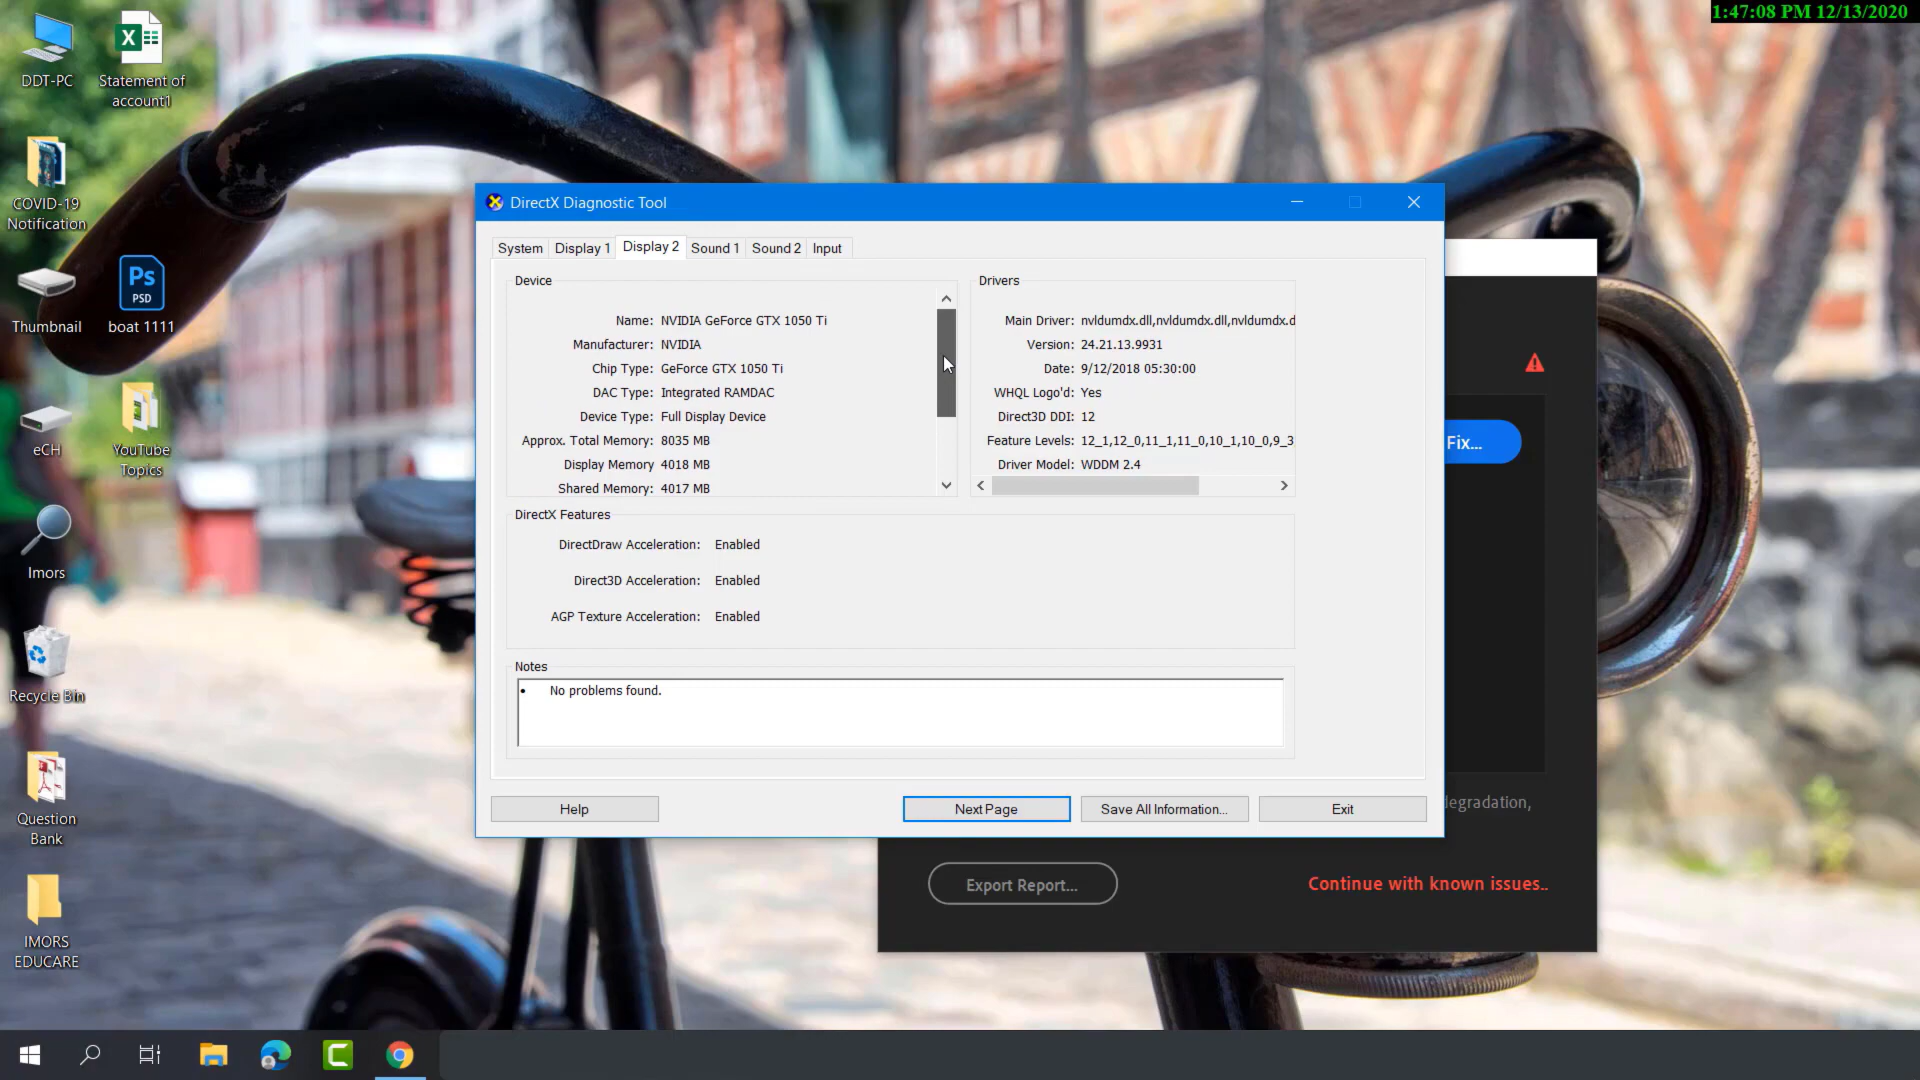 1:47:08 PM 12/13/2020
DDT-PC
Statement of
account1
COVID-19
Notification
Thumbnail
Ps
PSD
boat 1111
eCH
YouTube
Topics
Imors
Recycle Bin
Question
Bank
IMORS
EDUCARE
DirectX Diagnostic Tool
System
Display 1
Display 2
Sound 1
Sound 2
Input
Device
Name: NVIDIA GeForce GTX 1050 Ti
Manufacturer: NVIDIA
Chip Type: GeForce GTX 1050 Ti
DAC Type: Integrated RAMDAC
Device Type: Full Display Device
Approx. Total Memory: 8035 MB
Display Memory 4018 MB
Shared Memory: 4017 MB
Drivers
Main Driver: nvldumdx.dll,nvldumdx.dll,nvldumdx.d
Version: 24.21.13.9931
Date: 9/12/2018 05:30:00
WHQL Logo'd: Yes
Direct3D DDI: 12
Feature Levels: 12_1,12_0,11_1,11_0,10_1,10_0,9_3
Driver Model: WDDM 2.4
DirectX Features
DirectDraw Acceleration: Enabled
Direct3D Acceleration: Enabled
AGP Texture Acceleration: Enabled
Notes
• No problems found.
Help
Next Page
Save All Information...
Exit
Fix...
legradation,
Export Report...
Continue with known issues..